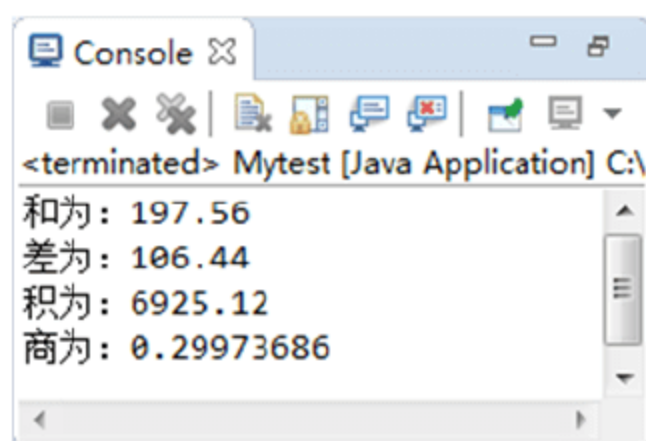 Console
<terminated> Mytest [Java Application] C:\
和为: 197.56
差为: 106.44
积为: 6925.12
商为: 0.29973686